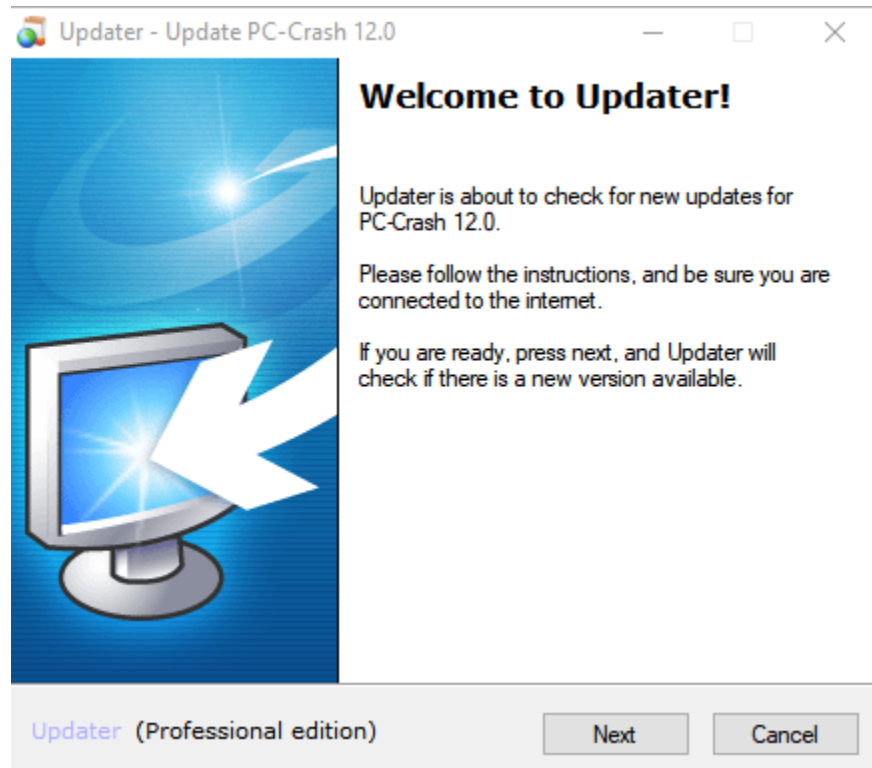 Updater - Update PC-Crash 12.0
Welcome to Updater!
Updater is about to check for new updates for
PC-Crash 12.0.
Please follow the instructions, and be sure you are
connected to the internet.
If you are ready, press next, and Updater will
check if there is a new version available.
Updater (Professional edition)
Next
Cancel